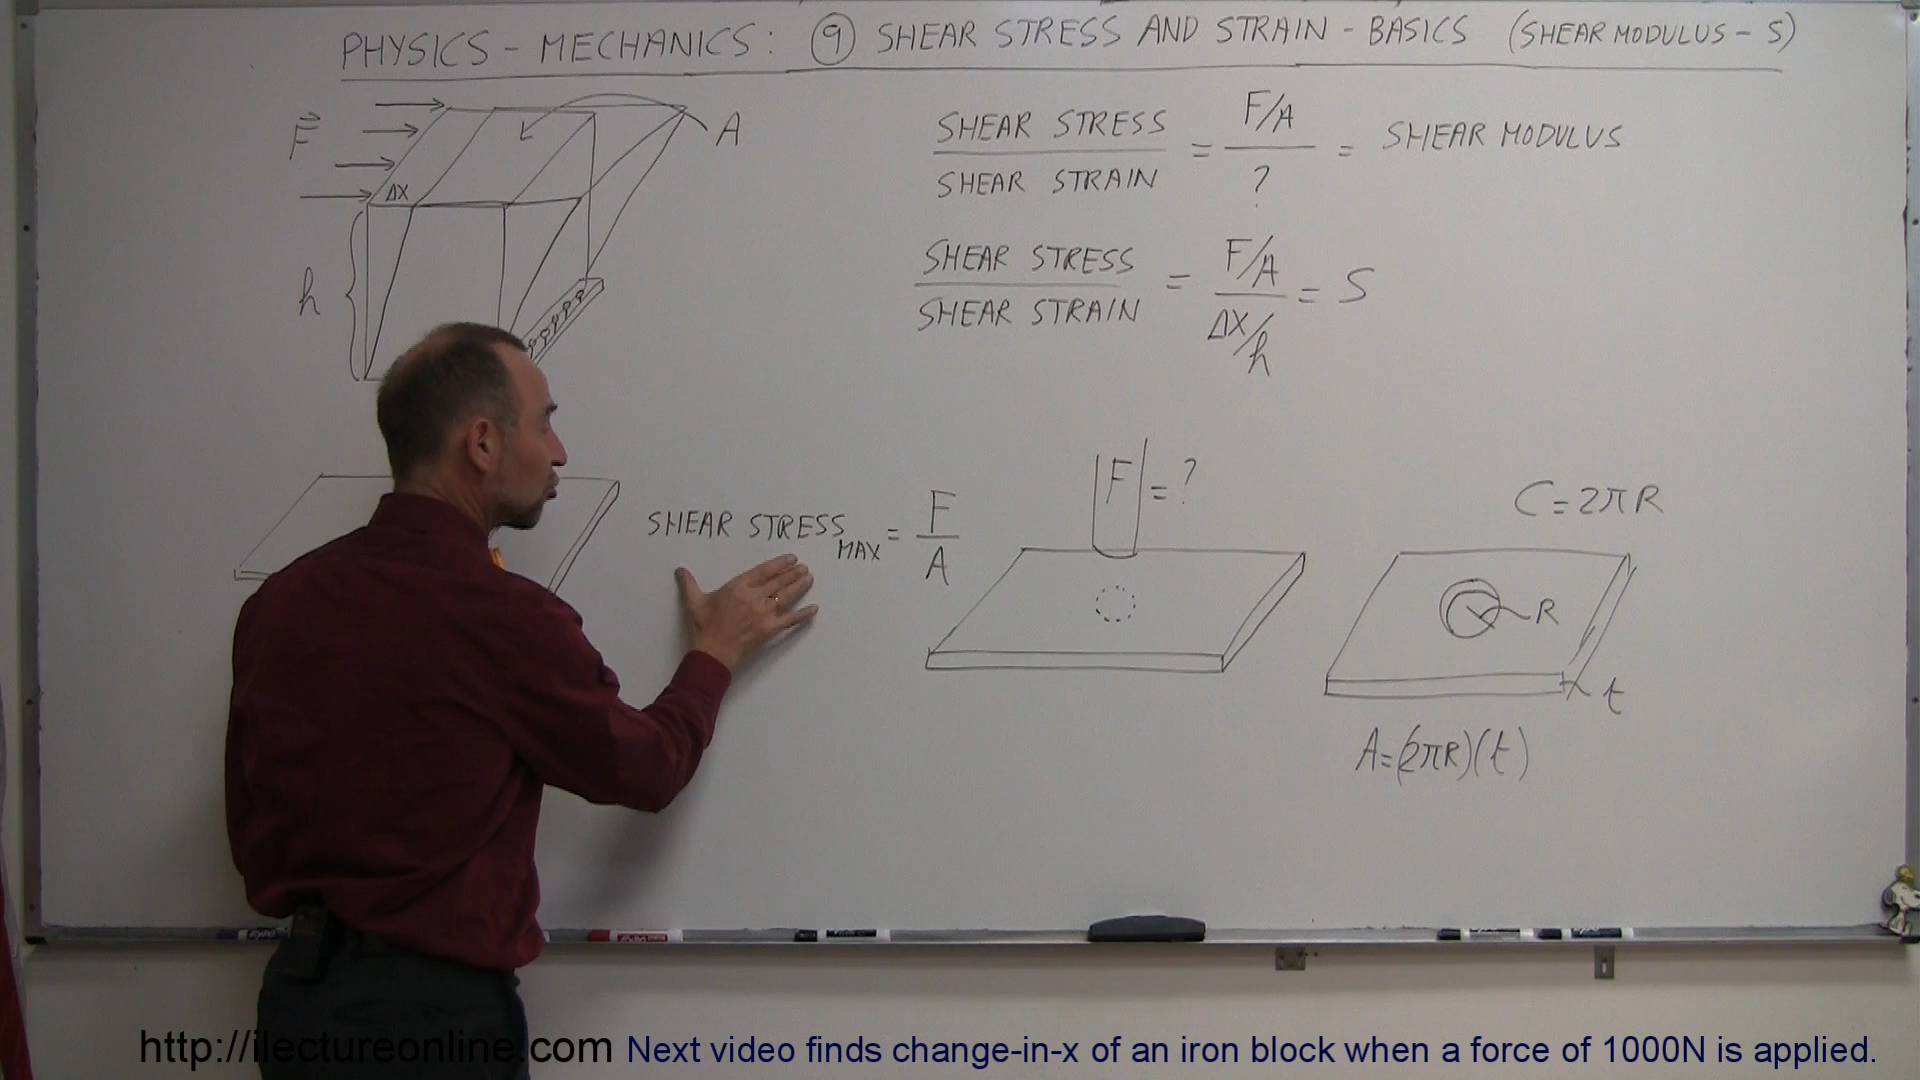 PHYSICS - MECHANICS: ⑨ SHEAR STRESS AND STRAIN - BASICS (SHEAR MODULUS - S)
F
ΔX
h
A
SHEAR STRESS / SHEAR STRAIN = F/A / ? = SHEAR MODULUS
SHEAR STRESS / SHEAR STRAIN = F/A / ΔX/h = S
SHEAR STRESS MAX = F / A
F = ?
C = 2πR
R
t
A = (2πR)(t)
http://ilectureonline.com Next video finds change-in-x of an iron block when a force of 1000N is applied.